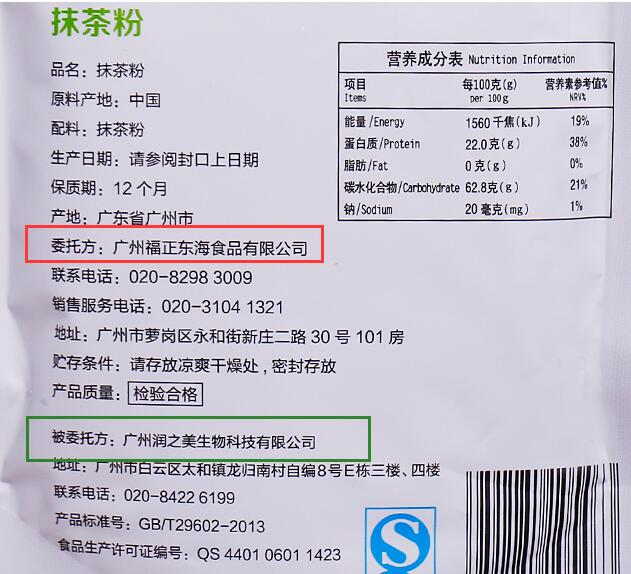 抹茶粉
品名：抹茶粉
原料产地：中国
配料：抹茶粉
生产日期：请参阅封口上日期
保质期：12个月
产地：广东省广州市
委托方：广州福正东海食品有限公司
联系电话：020-8298 3009
销售服务电话：020-3104 1321
地址：广州市萝岗区永和街新庄二路30号101房
贮存条件：请存放凉爽干燥处，密封存放
产品质量：检验合格
被委托方：广州润之美生物科技有限公司
地址：广州市白云区太和镇龙归南村自编8号E栋三楼、四楼
联系电话：020-8422 6199
产品标准号：GB/T29602-2013
食品生产许可证编号：QS 4401 0601 1423
营养成分表 Nutrition Information
项目 每100克(g) 营养素参考值%
Items per 100g NRV%
能量/Energy 1560千焦(kJ) 19%
蛋白质/Protein 22.0克(g) 38%
脂肪/Fat 0克(g) 0%
碳水化合物/Carbohydrate 62.8克(g) 21%
钠/Sodium 20毫克(mg) 1%